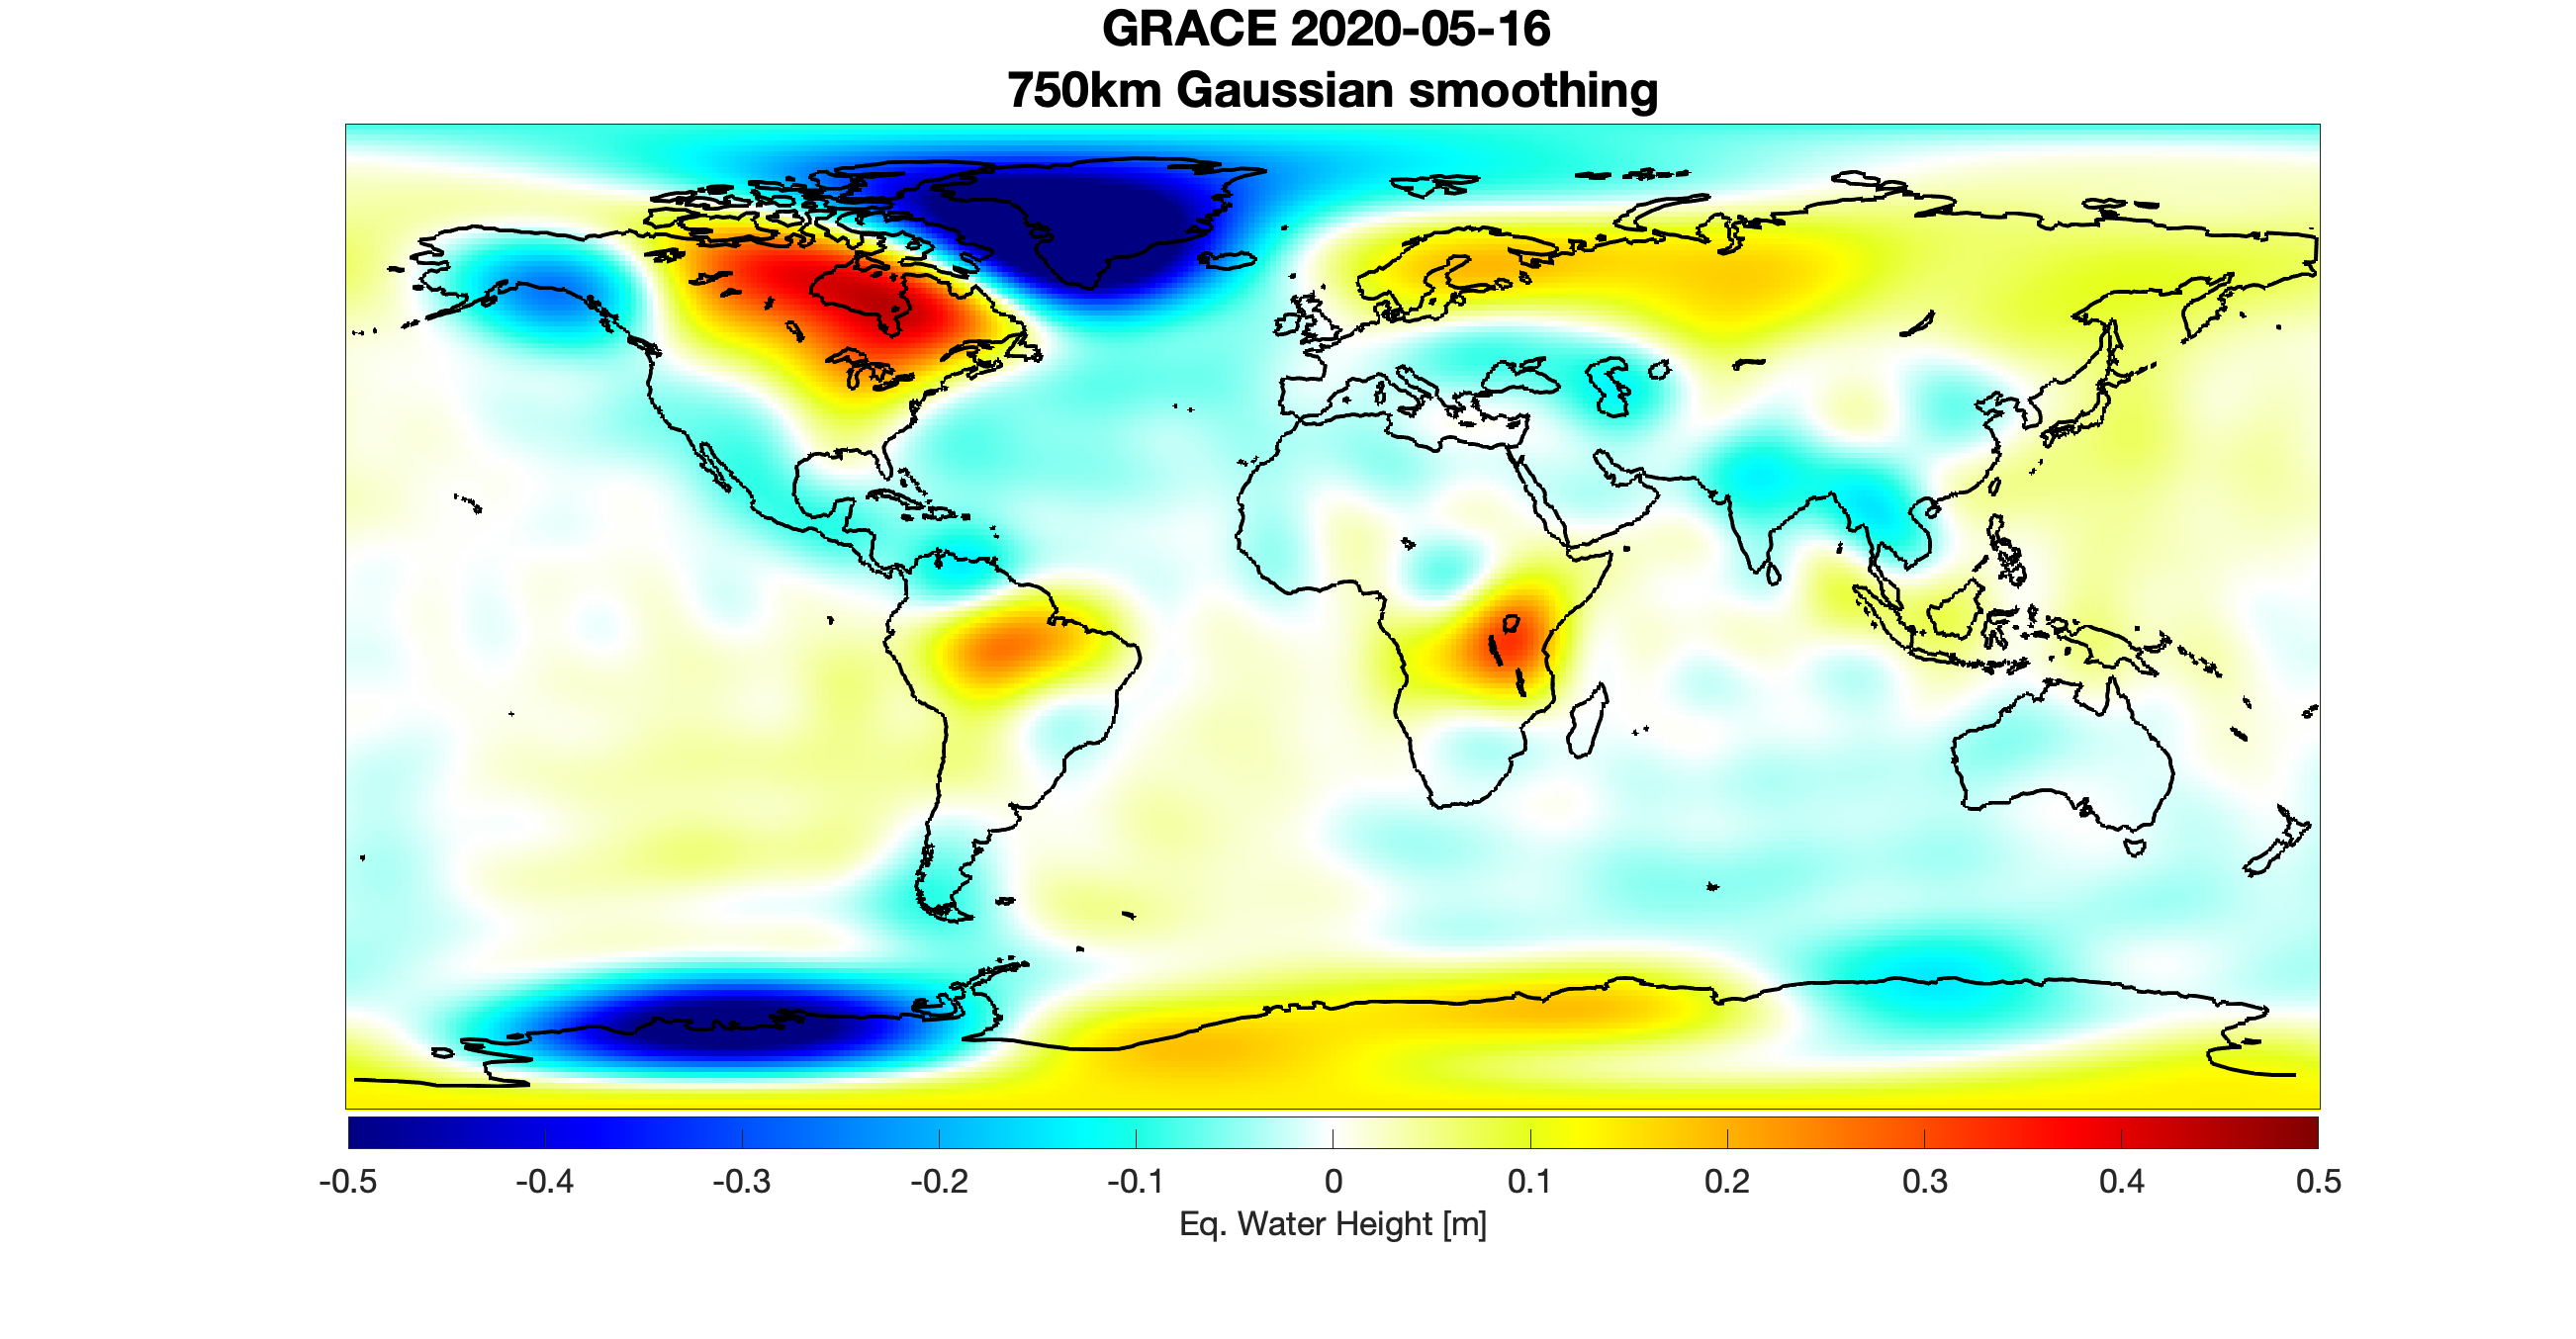 GRACE 2020-05-16
750km Gaussian smoothing
-0.5 -0.4 -0.3 -0.2 -0.1 0 0.1 0.2 0.3 0.4 0.5
Eq. Water Height [m]